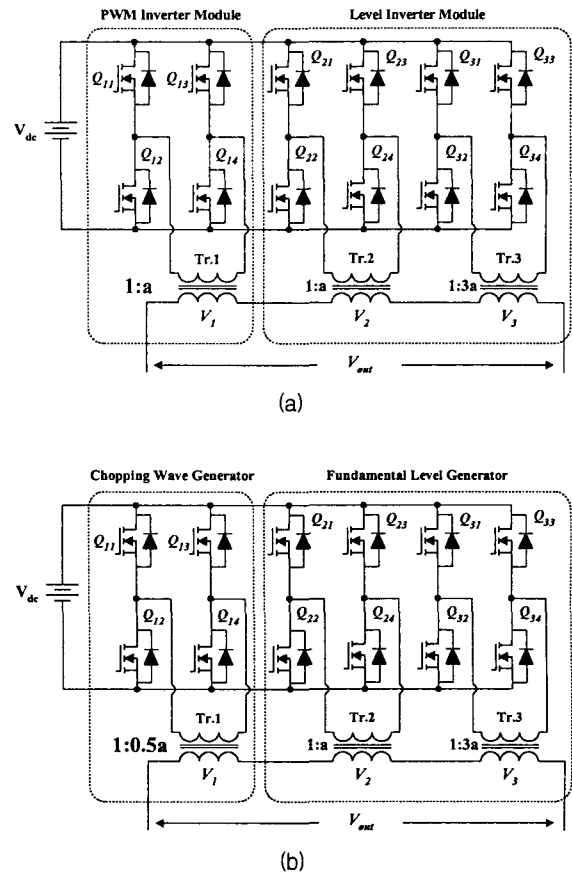 PWM Inverter Module Level Inverter Module
Q21 Q23 Q31 Q33
Q11 Q13
Vdc
Q12 Q14 Q22 Q24 Q32 Q34
Tr.1 Tr.2 Tr.3
1:a 1:a 1:3a
V1 V2 V3
Vout
(a)
Chopping Wave Generator Fundamental Level Generator
Q21 Q23 Q31 Q33
Q11 Q13
Vdc
Q12 Q14 Q22 Q24 Q32 Q34
Tr.1 Tr.2 Tr.3
1:0.5a 1:a 1:3a
V1 V2 V3
Vout
(b)